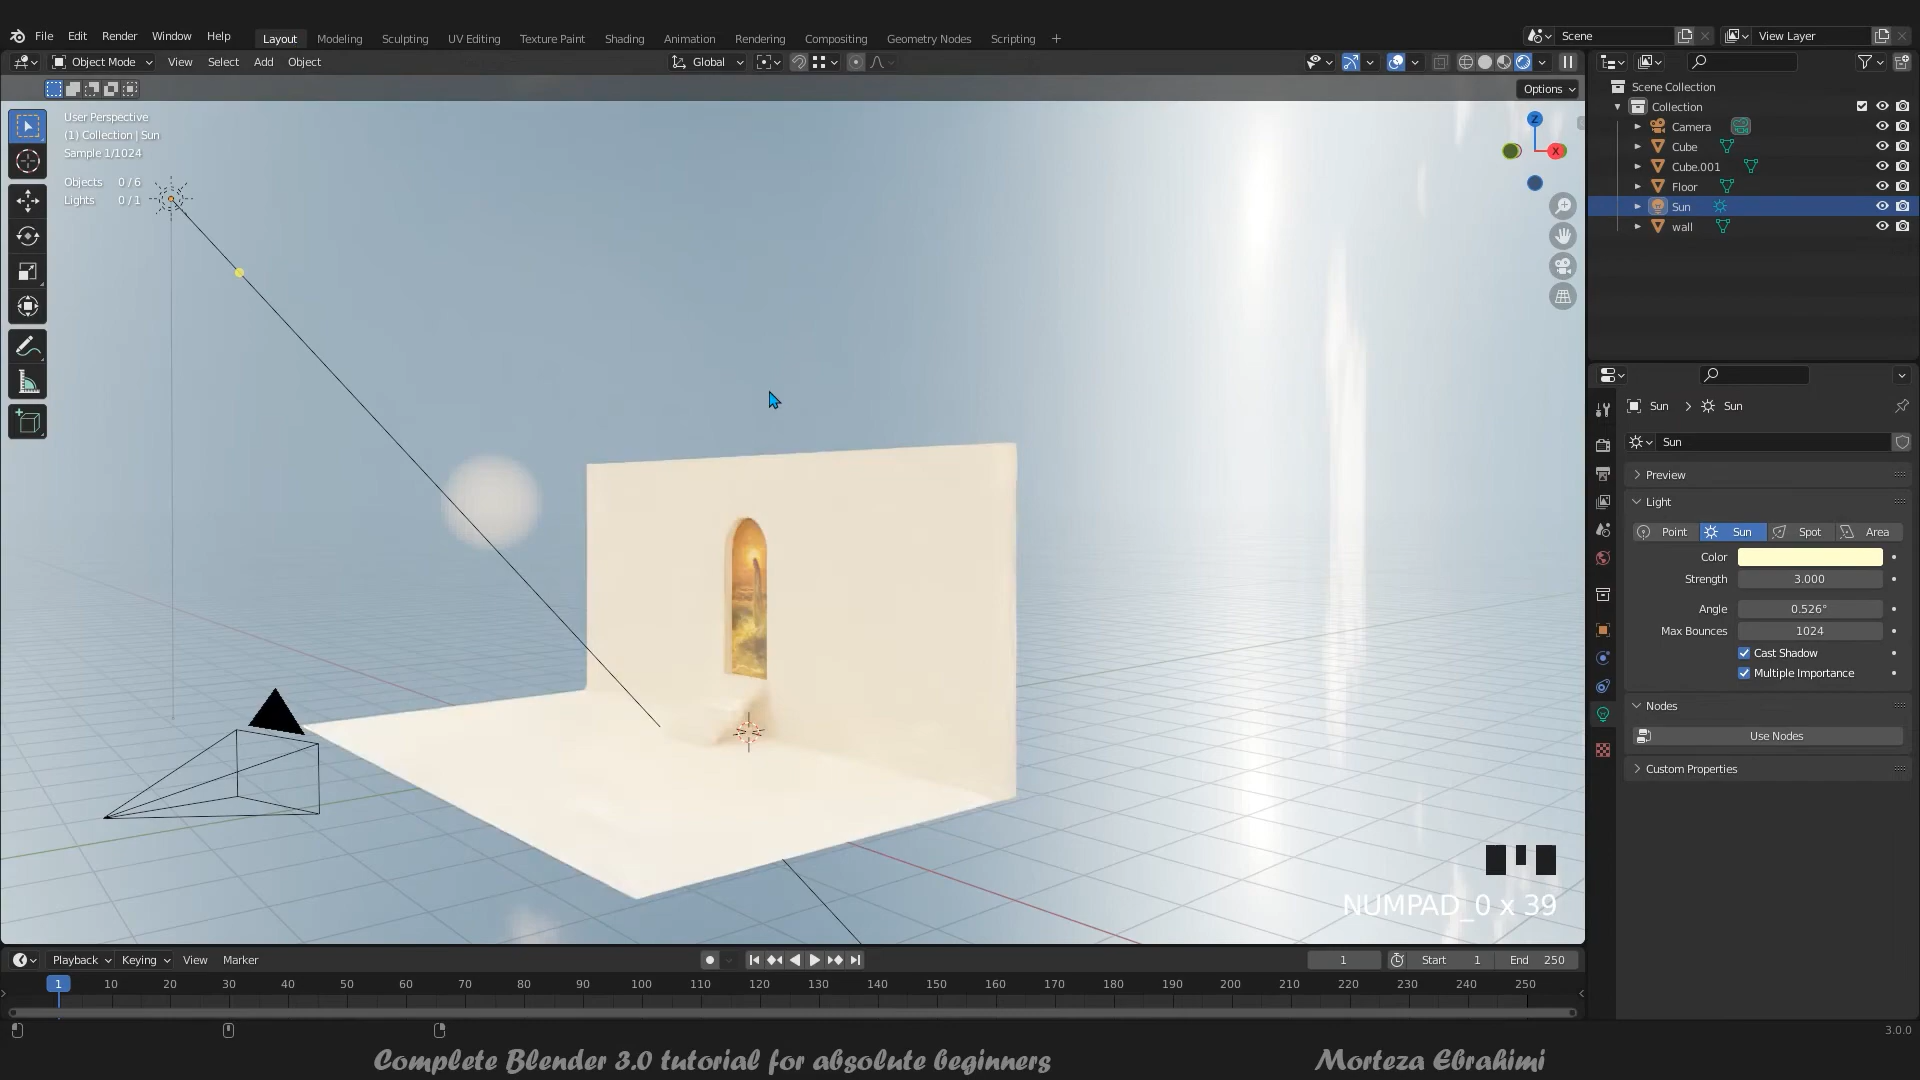 File Edit Render Window Help Layout Modeling Sculpting UV Editing Texture Paint Shading Animation Rendering Compositing Geometry Nodes Scripting + Scene View Layer
Object Mode View Select Add Object Global
Options
User Perspective
(1) Collection | Sun
Sample 1/1024
Objects 0 / 6
Lights 0 / 1
Z
X
Scene Collection
Collection
Camera
Cube
Cube.001
Floor
Sun
wall
Sun > Sun
Sun
Preview
Light
Point Sun Spot Area
Color
Strength 3.000
Angle 0.526°
Max Bounces 1024
Cast Shadow
Multiple Importance
Nodes
Use Nodes
Custom Properties
NUMPAD_0 x 39
Playback Keying View Marker 1 Start 1 End 250
1 10 20 30 40 50 60 70 80 90 100 110 120 130 140 150 160 170 180 190 200 210 220 230 240 250
3.0.0
Complete Blender 3.0 tutorial for absolute beginners Morteza Ebrahimi